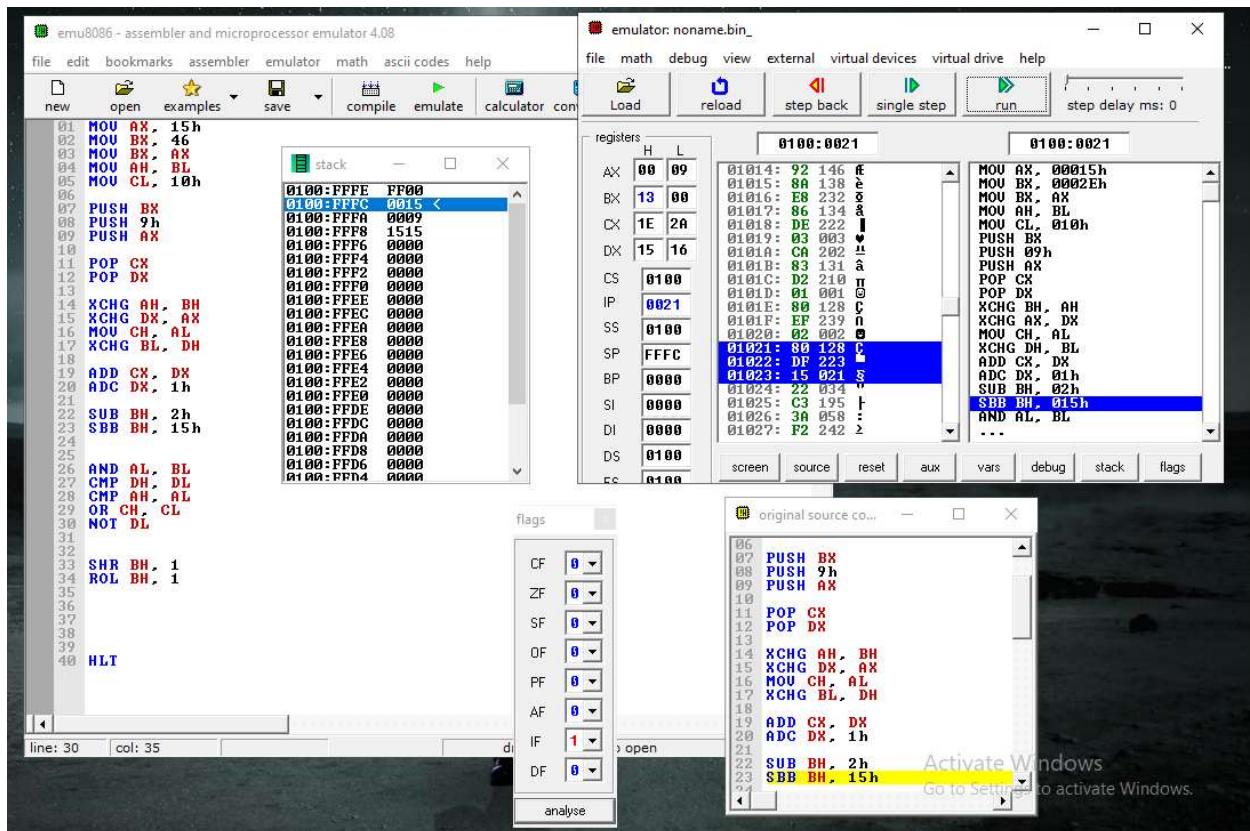 emu8086 - assembler and microprocessor emulator 4.08
file edit bookmarks assembler emulator math ascii codes help
new open examples save compile emulate calculator con
01 MOV AX, 15h
02 MOV BX, 46
03 MOV BX, AX
04 MOV AH, BL
05 MOV CL, 10h
06
07 PUSH BX
08 PUSH 9h
09 PUSH AX
10
11 POP CX
12 POP DX
13
14 XCHG AH, BH
15 XCHG DX, AX
16 MOV CH, AL
17 XCHG BL, DH
18
19 ADD CX, DX
20 ADC DX, 1h
21
22 SUB BH, 2h
23 SBB BH, 15h
24
25
26 AND AL, BL
27 CMP DH, DL
28 CMP AH, AL
29 OR CH, CL
30 NOT DL
31
32
33 SHR BH, 1
34 ROL BH, 1
35
36
37
38
39
40 HLT
line: 30 col: 35
open
stack
0100:FFFE FF00
0100:FFFC 0015 <
0100:FFFA 0009
0100:FFF8 1515
0100:FFF6 0000
0100:FFF4 0000
0100:FFF2 0000
0100:FFF0 0000
0100:FFEE 0000
0100:FFEC 0000
0100:FFEA 0000
0100:FFE8 0000
0100:FFE6 0000
0100:FFE4 0000
0100:FFE2 0000
0100:FFE0 0000
0100:FFDE 0000
0100:FFDC 0000
0100:FFDA 0000
0100:FFD8 0000
0100:FFD6 0000
0100:FFD4 0000
emulator: noname.bin_
file math debug view external virtual devices virtual drive help
Load reload step back single step run step delay ms: 0
registers
H L
AX 00 09
BX 13 00
CX 1E 2A
DX 15 16
CS 0100
IP 0021
SS 0100
SP FFFC
BP 0000
SI 0000
DI 0000
DS 0100
ES 0100
0100:0021
01014: 92 146 Æ
01015: 8A 138 è
01016: E8 232
01017: 86 134 å
01018: DE 222 ▐
01019: 03 003 ♥
0101A: CA 202 ╩
0101B: 83 131 â
0101C: D2 210
0101D: 01 001 ☺
0101E: 80 128 Ç
0101F: EF 239 ∩
01020: 02 002 ☻
01021: 80 128 Ç
01022: DF 223 ▀
01023: 15 021 §
01024: 22 034 "
01025: C3 195 ├
01026: 3A 058 :
01027: F2 242 ≥
0100:0021
MOV AX, 00015h
MOV BX, 0002Eh
MOV BX, AX
MOV AH, BL
MOV CL, 010h
PUSH BX
PUSH 09h
PUSH AX
POP CX
POP DX
XCHG BH, AH
XCHG AX, DX
MOV CH, AL
XCHG DH, BL
ADD CX, DX
ADC DX, 01h
SUB BH, 02h
SBB BH, 015h
AND AL, BL
...
screen source reset aux vars debug stack flags
flags
CF 0
ZF 0
SF 0
OF 0
PF 0
AF 0
IF 1
DF 0
analyse
original source co...
06
07 PUSH BX
08 PUSH 9h
09 PUSH AX
10
11 POP CX
12 POP DX
13
14 XCHG AH, BH
15 XCHG DX, AX
16 MOV CH, AL
17 XCHG BL, DH
18
19 ADD CX, DX
20 ADC DX, 1h
21
22 SUB BH, 2h
23 SBB BH, 15h
24
Activate Windows
Go to Settings to activate Windows.